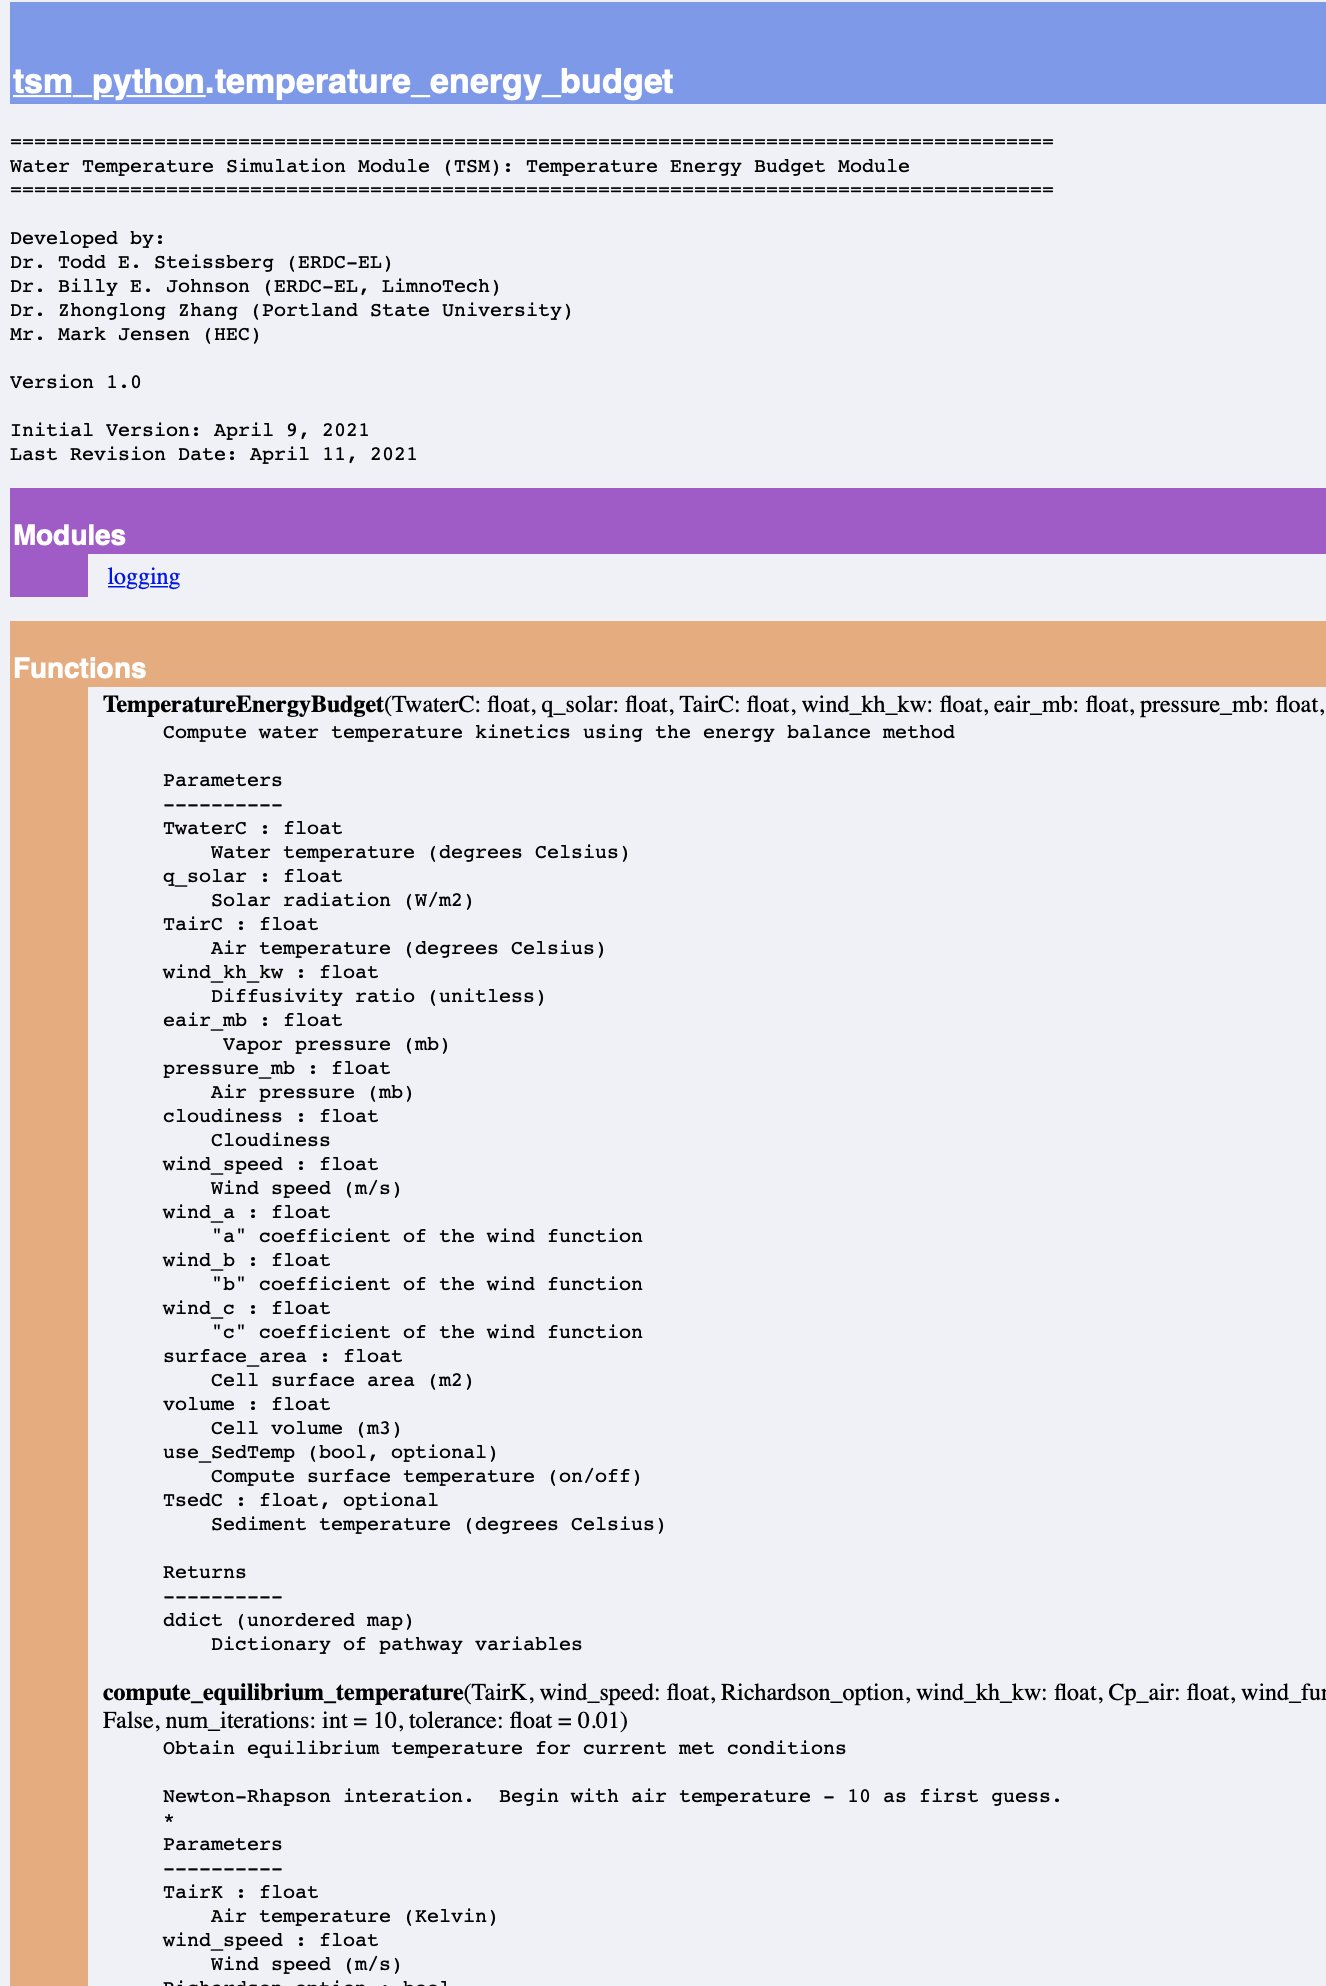 tsm_python.temperature_energy_budget
=======================================================================================
Water Temperature Simulation Module (TSM): Temperature Energy Budget Module
=======================================================================================
Developed by:
Dr. Todd E. Steissberg (ERDC-EL)
Dr. Billy E. Johnson (ERDC-EL, LimnoTech)
Dr. Zhonglong Zhang (Portland State University)
Mr. Mark Jensen (HEC)
Version 1.0
Initial Version: April 9, 2021
Last Revision Date: April 11, 2021
Modules
logging
Functions
TemperatureEnergyBudget(TwaterC: float, q_solar: float, TairC: float, wind_kh_kw: float, eair_mb: float, pressure_mb: float,
Compute water temperature kinetics using the energy balance method
Parameters
----------
TwaterC : float
Water temperature (degrees Celsius)
q_solar : float
Solar radiation (W/m2)
TairC : float
Air temperature (degrees Celsius)
wind_kh_kw : float
Diffusivity ratio (unitless)
eair_mb : float
Vapor pressure (mb)
pressure_mb : float
Air pressure (mb)
cloudiness : float
Cloudiness
wind_speed : float
Wind speed (m/s)
wind_a : float
"a" coefficient of the wind function
wind_b : float
"b" coefficient of the wind function
wind_c : float
"c" coefficient of the wind function
surface_area : float
Cell surface area (m2)
volume : float
Cell volume (m3)
use_SedTemp (bool, optional)
Compute surface temperature (on/off)
TsedC : float, optional
Sediment temperature (degrees Celsius)
Returns
----------
ddict (unordered map)
Dictionary of pathway variables
compute_equilibrium_temperature(TairK, wind_speed: float, Richardson_option, wind_kh_kw: float, Cp_air: float, wind_fu
False, num_iterations: int = 10, tolerance: float = 0.01)
Obtain equilibrium temperature for current met conditions
Newton-Rhapson interation.  Begin with air temperature - 10 as first guess.
*
Parameters
----------
TairK : float
Air temperature (Kelvin)
wind_speed : float
Wind speed (m/s)